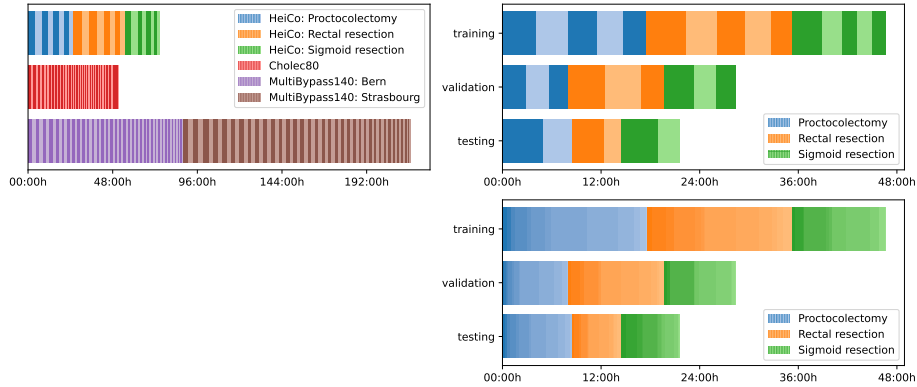 HeiCo: Proctocolectomy
HeiCo: Rectal resection
HeiCo: Sigmoid resection
Cholec80
MultiBypass140: Bern
MultiBypass140: Strasbourg
00:00h 48:00h 96:00h 144:00h 192:00h
training
validation
testing
Proctocolectomy
Rectal resection
Sigmoid resection
00:00h 12:00h 24:00h 36:00h 48:00h
training
validation
testing
Proctocolectomy
Rectal resection
Sigmoid resection
00:00h 12:00h 24:00h 36:00h 48:00h